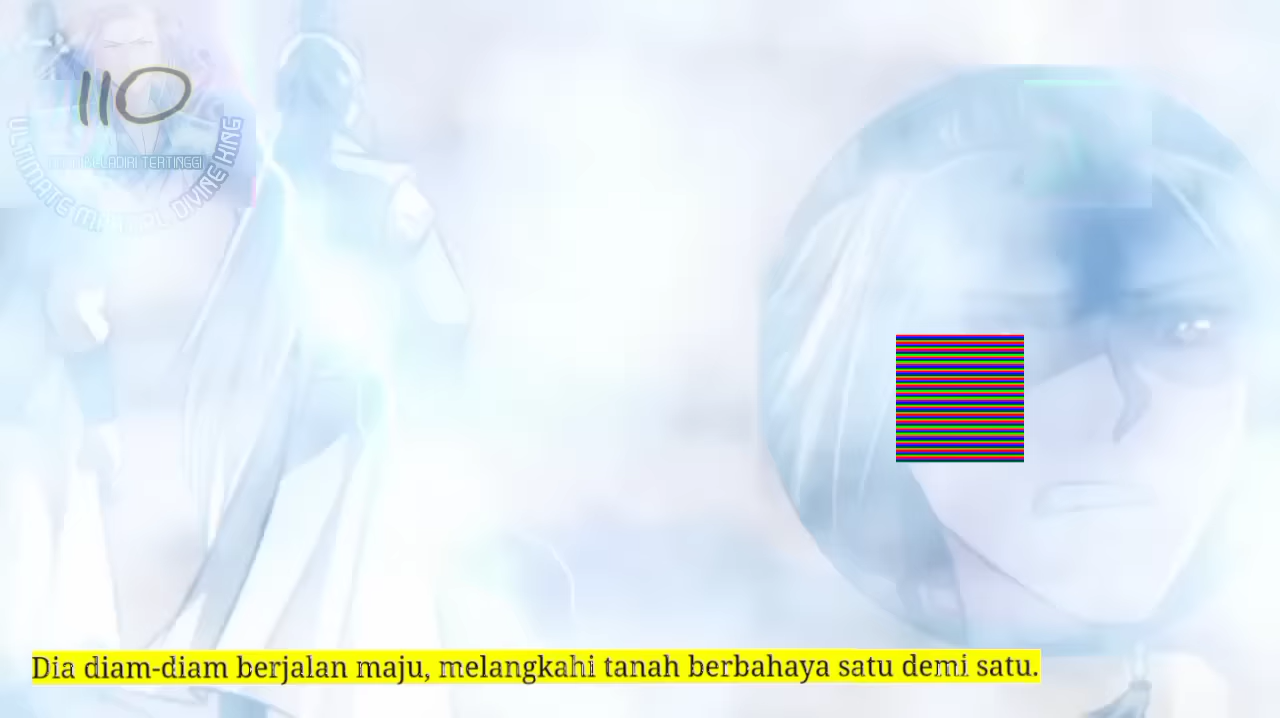 110
ULTIMATE MARTIAL DIVINE KING
Dia diam-diam berjalan maju, melangkahi tanah berbahaya satu demi satu.